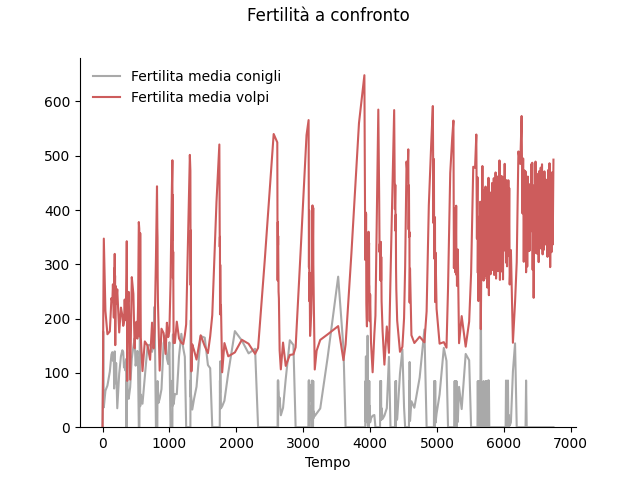 Fertilità a confronto
Fertilita media conigli
Fertilita media volpi
600
500
400
300
200
100
0
0 1000 2000 3000 4000 5000 6000 7000
Tempo